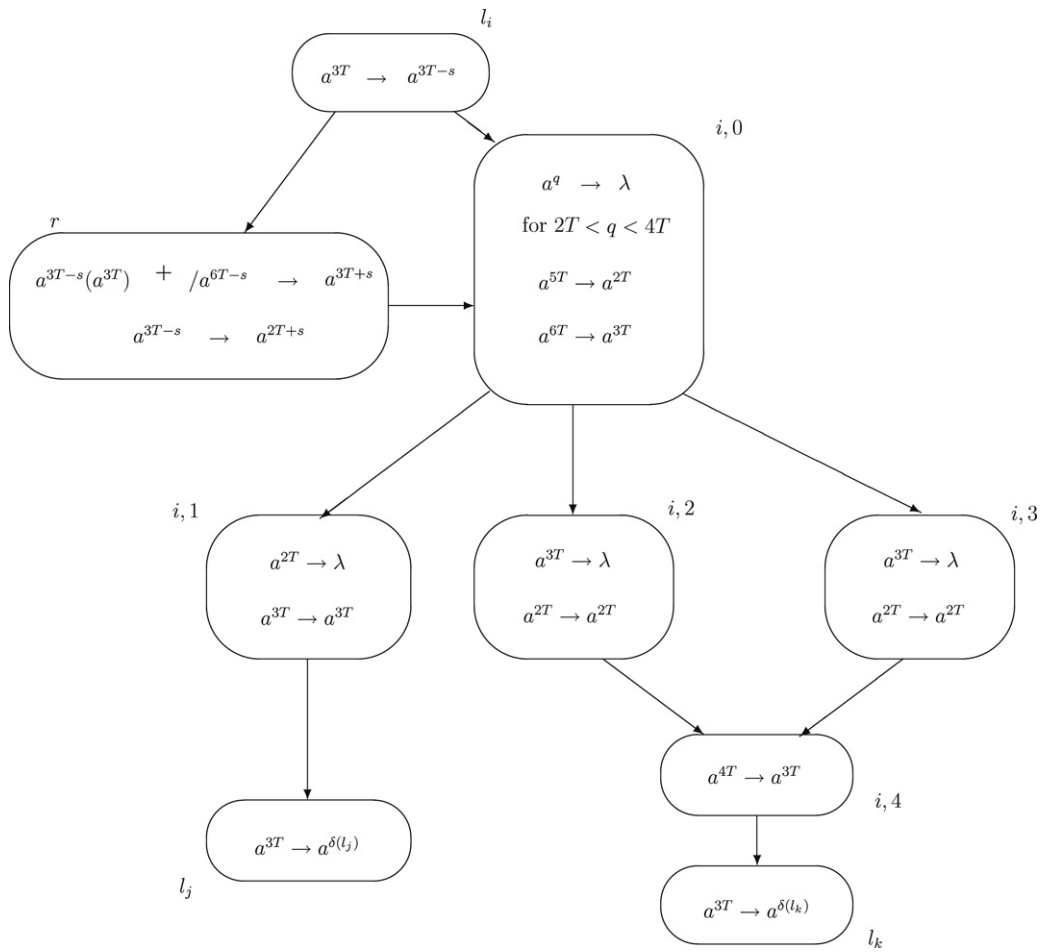 l_i
a^{3T} → a^{3T-s}
i, 0
a^q → λ
for 2T < q < 4T
a^{5T} → a^{2T}
a^{6T} → a^{3T}
r
a^{3T-s}(a^{3T}) + /a^{6T-s} → a^{3T+s}
a^{3T-s} → a^{2T+s}
i, 1
a^{2T} → λ
a^{3T} → a^{3T}
i, 2
a^{3T} → λ
a^{2T} → a^{2T}
i, 3
a^{3T} → λ
a^{2T} → a^{2T}
a^{4T} → a^{3T}
i, 4
a^{3T} → a^{δ(l_j)}
l_j
a^{3T} → a^{δ(l_k)}
l_k